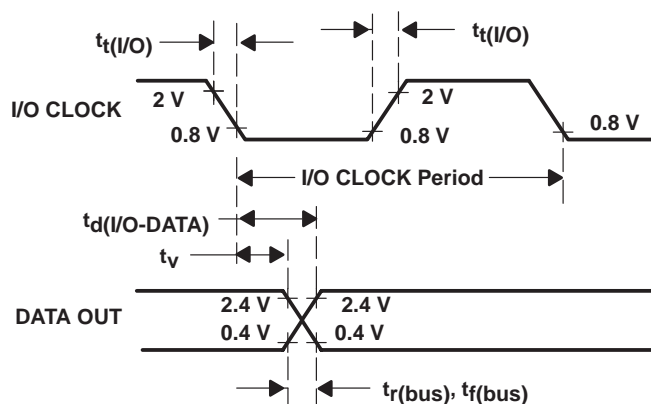 tt(I/O)
tt(I/O)
I/O CLOCK
2 V
2 V
0.8 V
0.8 V
0.8 V
I/O CLOCK Period
td(I/O-DATA)
tv
DATA OUT
2.4 V
2.4 V
0.4 V
0.4 V
tr(bus), tf(bus)